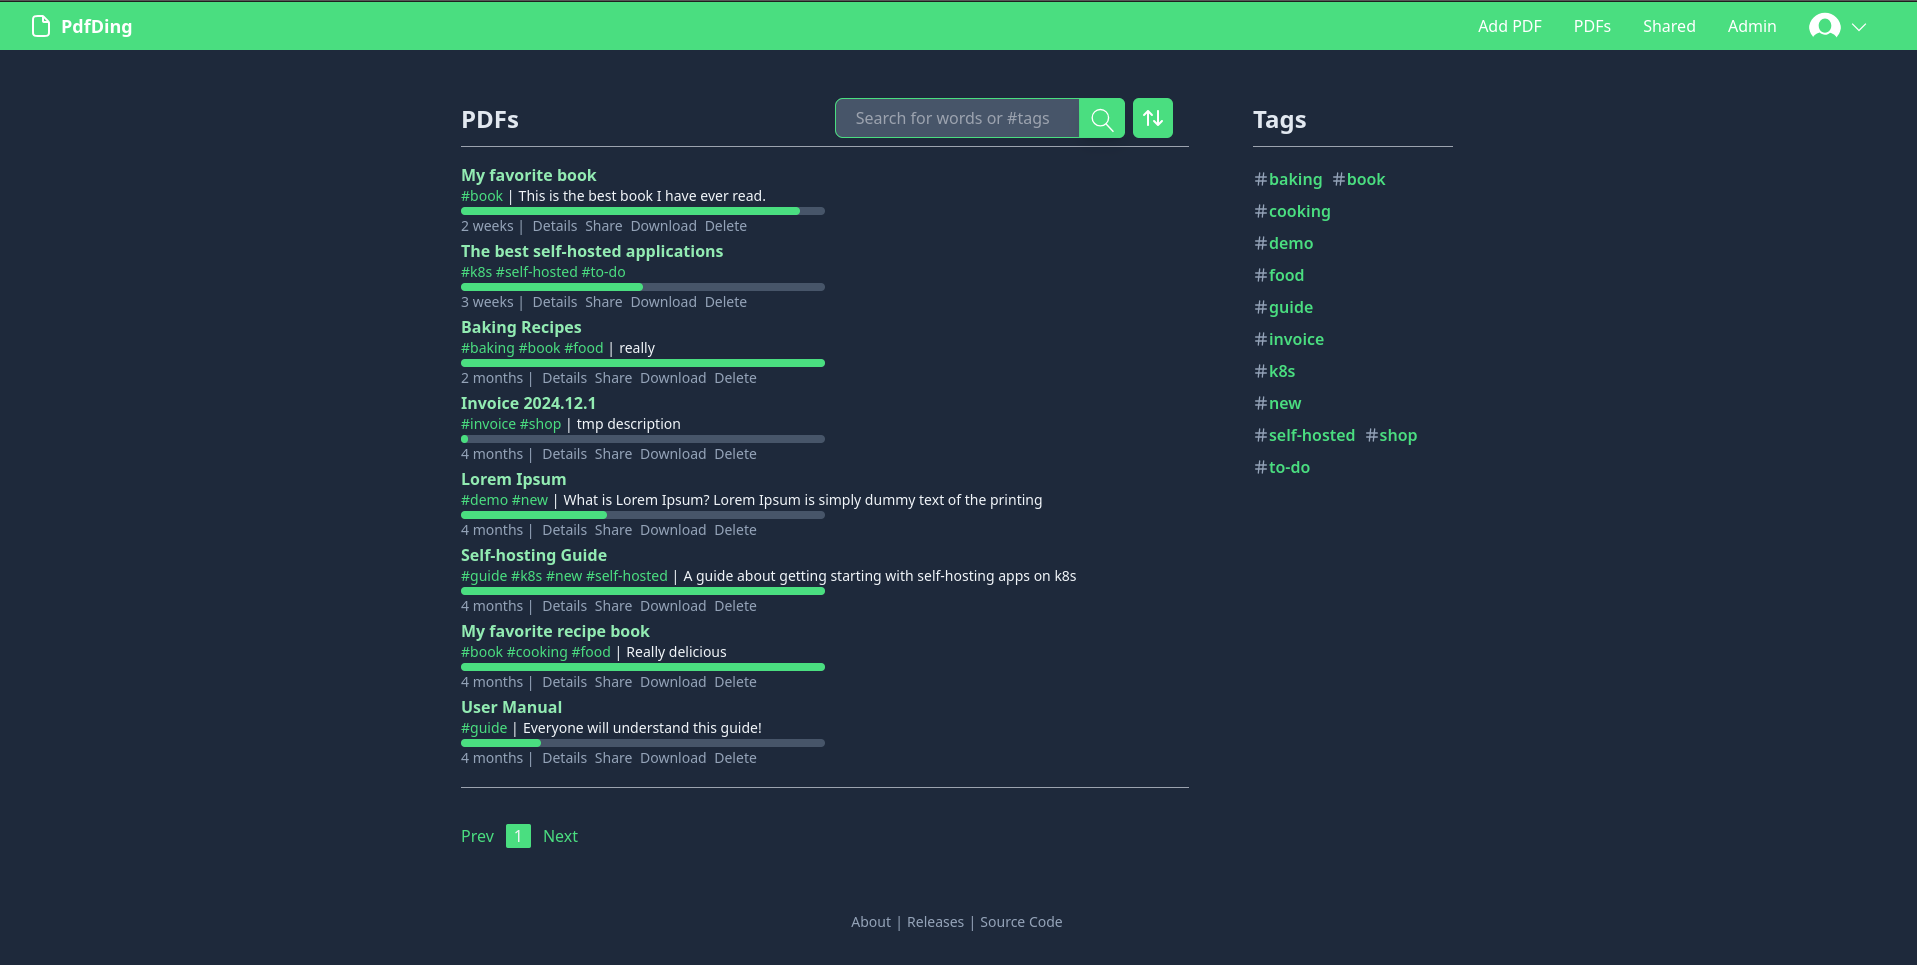 PdfDing
Add PDF PDFs Shared Admin
PDFs
Search for words or #tags
My favorite book
#book | This is the best book I have ever read.
2 weeks | Details Share Download Delete
The best self-hosted applications
#k8s #self-hosted #to-do
3 weeks | Details Share Download Delete
Baking Recipes
#baking #book #food | really
2 months | Details Share Download Delete
Invoice 2024.12.1
#invoice #shop | tmp description
4 months | Details Share Download Delete
Lorem Ipsum
#demo #new | What is Lorem Ipsum? Lorem Ipsum is simply dummy text of the printing
4 months | Details Share Download Delete
Self-hosting Guide
#guide #k8s #new #self-hosted | A guide about getting starting with self-hosting apps on k8s
4 months | Details Share Download Delete
My favorite recipe book
#book #cooking #food | Really delicious
4 months | Details Share Download Delete
User Manual
#guide | Everyone will understand this guide!
4 months | Details Share Download Delete
Prev 1 Next
Tags
#baking #book
#cooking
#demo
#food
#guide
#invoice
#k8s
#new
#self-hosted #shop
#to-do
About | Releases | Source Code